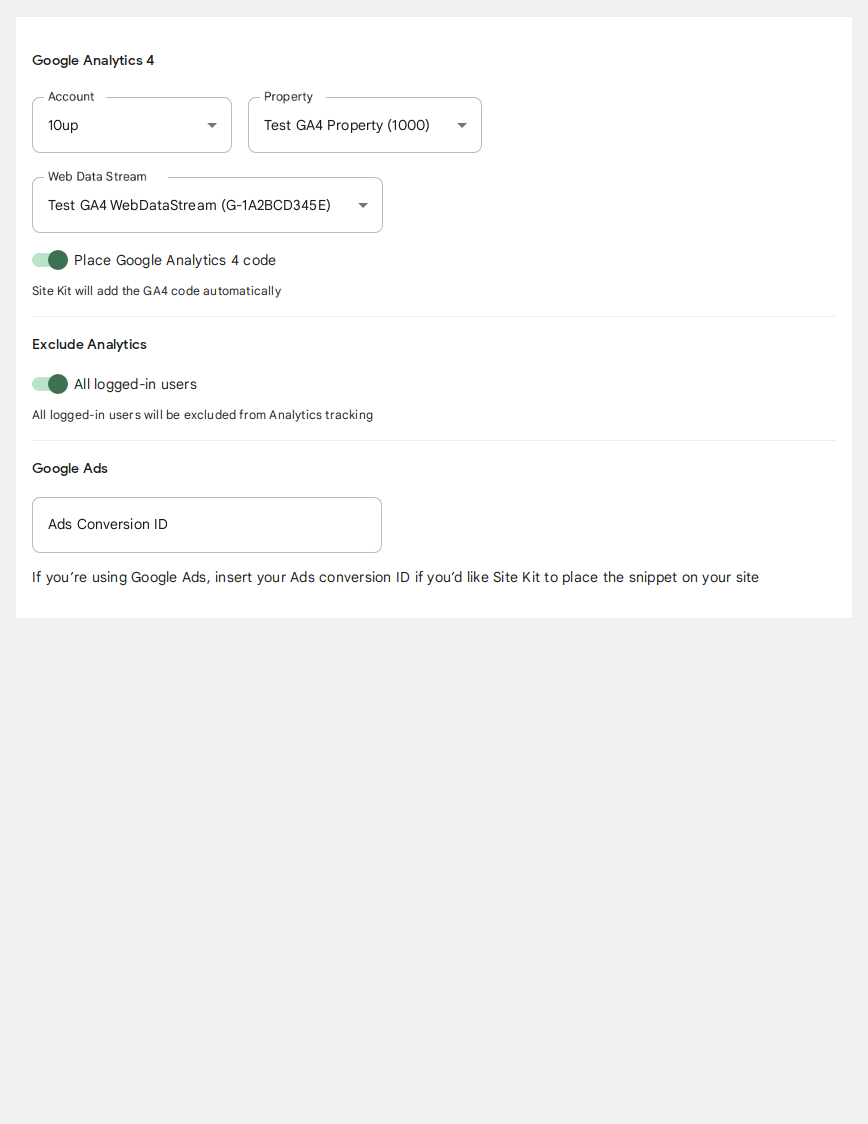 Google Analytics 4
Account
Property
10up
Test GA4 Property (1000)
Web Data Stream
Test GA4 WebDataStream (G-1A2BCD345E)
Place Google Analytics 4 code
Site Kit will add the GA4 code automatically
Exclude Analytics
All logged-in users
All logged-in users will be excluded from Analytics tracking
Google Ads
Ads Conversion ID
If you’re using Google Ads, insert your Ads conversion ID if you’d like Site Kit to place the snippet on your site